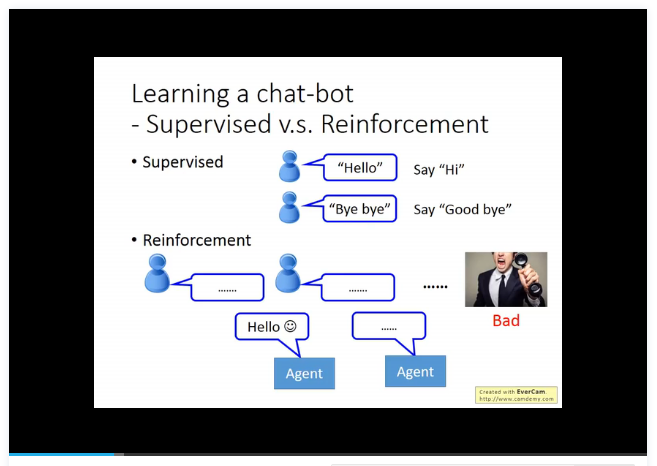 Learning a chat-bot
- Supervised v.s. Reinforcement
• Supervised
“Hello”
Say “Hi”
“Bye bye”
Say “Good bye”
• Reinforcement
.......
.......
......
Bad
Hello ☺
......
Agent
Agent
Created with EverCam.
http://www.camdemy.com